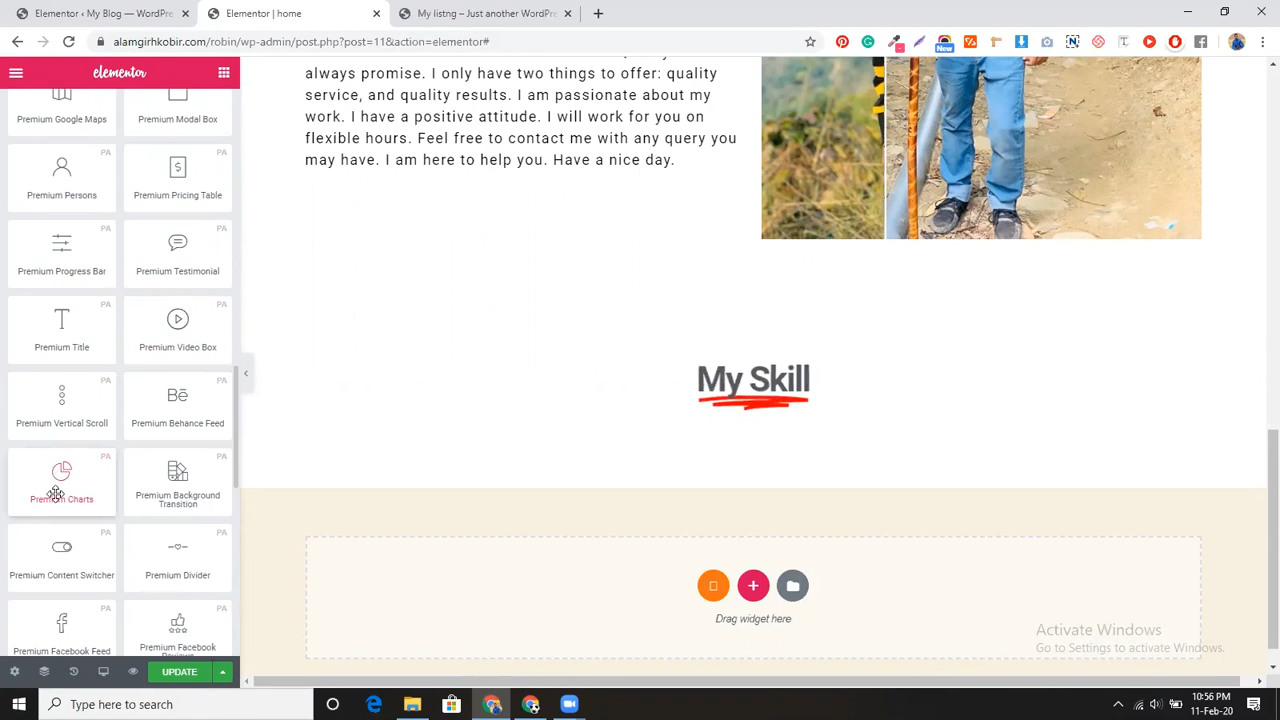 My Blog – My Blog — WordPress
Elementor | home
My listng – Just another WordPress
alamgirhkobir.com/robin/wp-admin/post.php?post=11&action=elementor#
New
elementor
Premium Google Maps
Premium Modal Box
PA
Premium Persons
PA
Premium Pricing Table
PA
Premium Progress Bar
PA
Premium Testimonial
PA
Premium Title
PA
Premium Video Box
PA
Premium Vertical Scroll
PA
Premium Behance Feed
PA
Premium Charts
PA
Premium Background
Transition
PA
Premium Content Switcher
PA
Premium Divider
PA
Premium Facebook Feed
PA
Premium Facebook
UPDATE
always promise. I only have two things to offer: quality
service, and quality results. I am passionate about my
work. I have a positive attitude. I will work for you on
flexible hours. Feel free to contact me with any query you
may have. I am here to help you. Have a nice day.
My Skill
Drag widget here
Activate Windows
Go to Settings to activate Windows.
Type here to search
10:56 PM
11-Feb-20